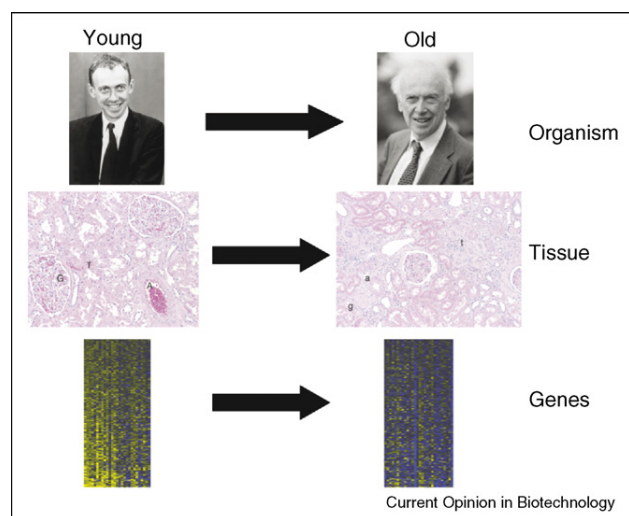 Young
Old
Organism
G
T
A
t
a
g
Tissue
Genes
Current Opinion in Biotechnology